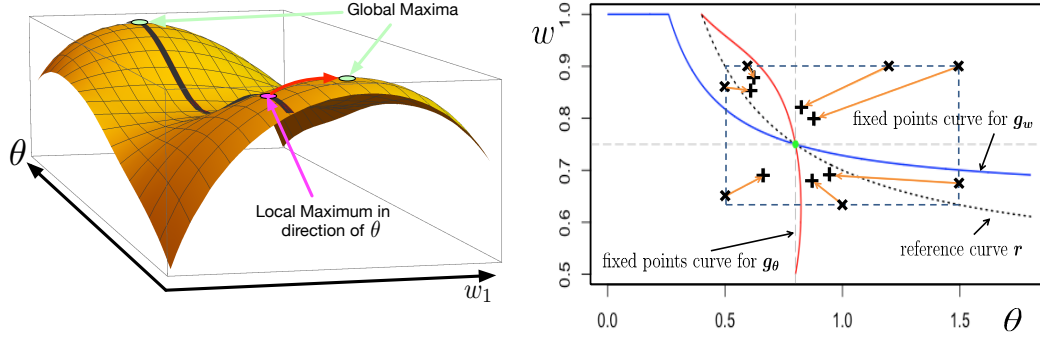 Global Maxima
θ
Local Maximum in
direction of θ
w₁
w
1.0
0.9
0.8
0.7
0.6
0.5
fixed points curve for g_w
reference curve r
fixed points curve for g_θ
0.0
0.5
1.0
1.5
θ